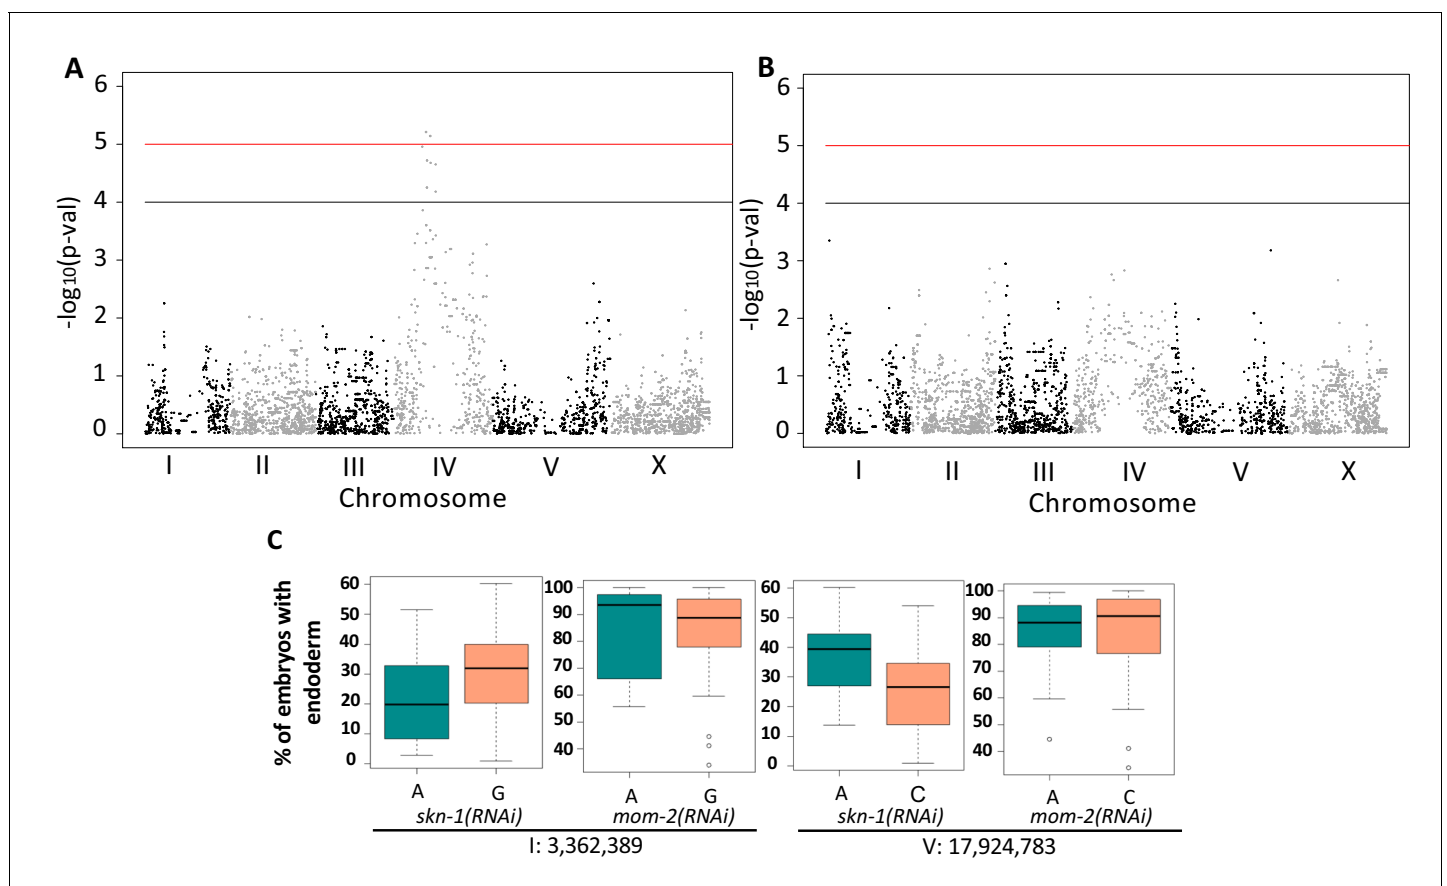 A
6
5
4
3
2
1
0
-log10(p-val)
I II III IV V X
Chromosome
B
6
5
4
3
2
1
0
-log10(p-val)
I II III IV V X
Chromosome
C
% of embryos with
endoderm
60
50
40
30
20
10
0
A G
skn-1(RNAi)
100
90
80
70
60
50
40
A G
mom-2(RNAi)
I: 3,362,389
60
50
40
30
20
10
0
A C
skn-1(RNAi)
100
90
80
70
60
50
40
A C
mom-2(RNAi)
V: 17,924,783